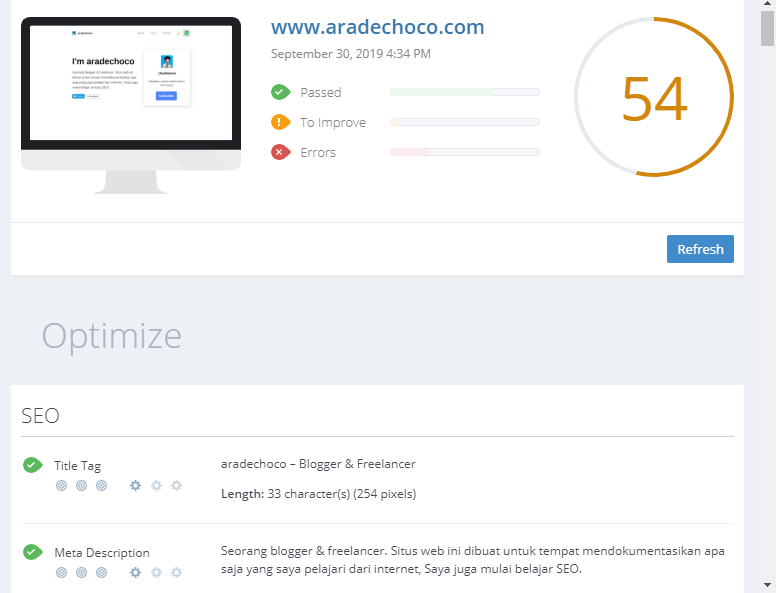 www.aradechoco.com
September 30, 2019 4:34 PM
Passed
To Improve
Errors
54
aradechoco
I'm aradechoco
Refresh
Optimize
SEO
Title Tag
aradechoco – Blogger & Freelancer
Length: 33 character(s) (254 pixels)
Meta Description
Seorang blogger & freelancer. Situs web ini dibuat untuk tempat mendokumentasikan apa
saja yang saya pelajari dari internet, Saya juga mulai belajar SEO.